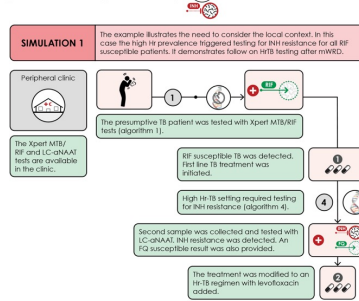 INH
SIMULATION 1
The example illustrates the need to consider the local context. In this
case the high Hr prevalence triggered testing for INH resistance for all RIF
susceptible patients. It demonstrates follow on HrTB testing after mWRD.
Peripheral clinic
1
RIF
The presumptive TB patient was tested with Xpert MTB/RIF
tests (algorithm 1).
The Xpert MTB/
RIF and LC-aNAAT
tests are available
in the clinic.
RIF susceptible TB was detected.
First line TB treatment was
initiated.
1
High Hr-TB setting required testing
for INH resistance (algorithm 4).
4
Second sample was collected and tested with
LC-aNAAT. INH resistance was detected. An
FQ susceptible result was also provided.
INH
FQ
The treatment was modified to an
Hr-TB regimen with levofloxacin
added.
2